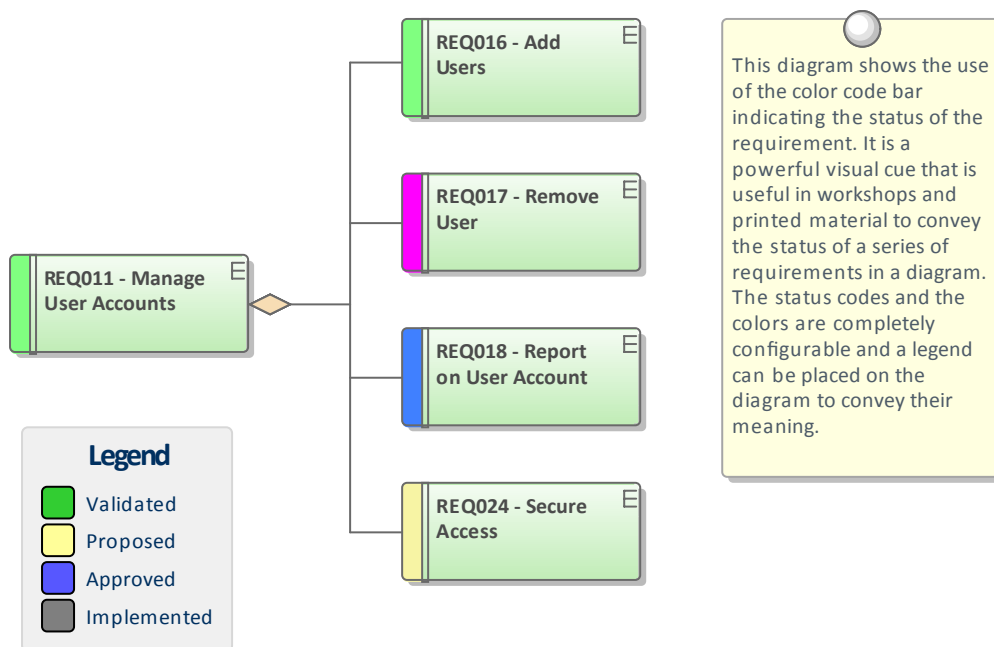 REQ016 - Add
Users
REQ017 - Remove
User
REQ011 - Manage
User Accounts
REQ018 - Report
on User Account
REQ024 - Secure
Access
Legend
Validated
Proposed
Approved
Implemented
This diagram shows the use
of the color code bar
indicating the status of the
requirement. It is a
powerful visual cue that is
useful in workshops and
printed material to convey
the status of a series of
requirements in a diagram.
The status codes and the
colors are completely
configurable and a legend
can be placed on the
diagram to convey their
meaning.